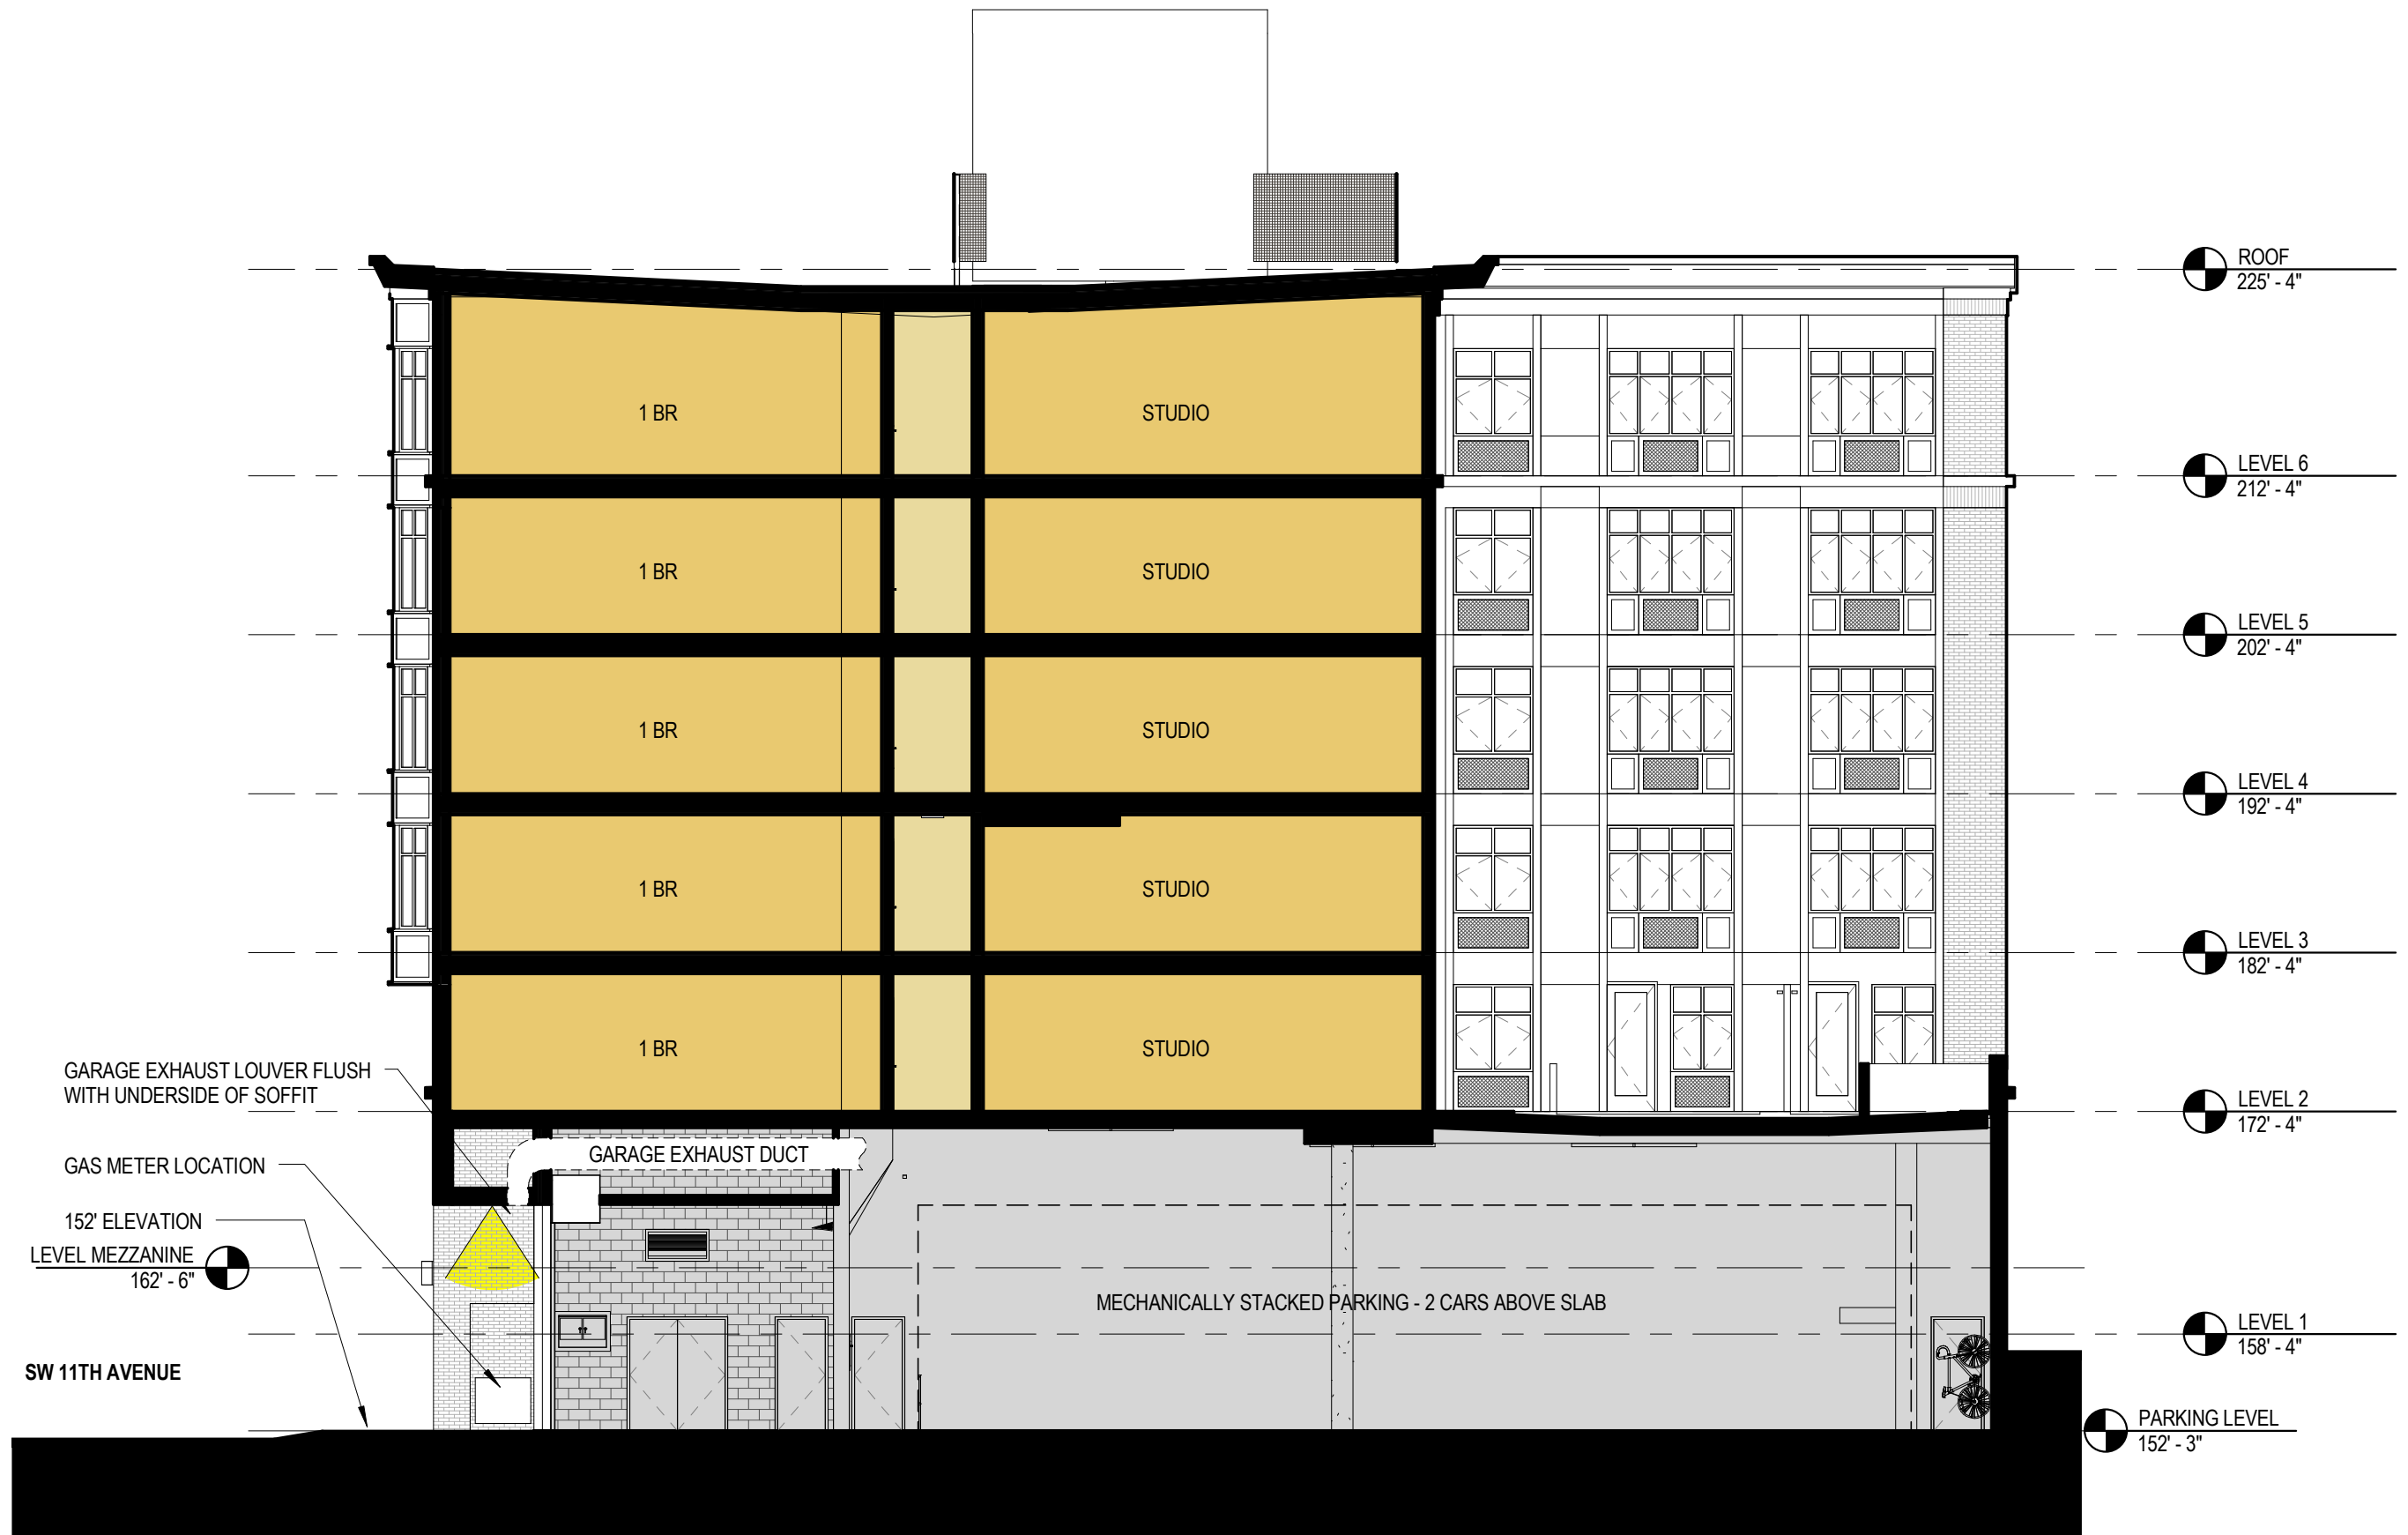 ROOF
225' - 4"
1 BR
STUDIO
LEVEL 6
212' - 4"
1 BR
STUDIO
LEVEL 5
202' - 4"
1 BR
STUDIO
LEVEL 4
192' - 4"
1 BR
STUDIO
LEVEL 3
182' - 4"
1 BR
STUDIO
GARAGE EXHAUST LOUVER FLUSH
WITH UNDERSIDE OF SOFFIT
LEVEL 2
172' - 4"
GARAGE EXHAUST DUCT
GAS METER LOCATION
152' ELEVATION
LEVEL MEZZANINE
162' - 6"
MECHANICALLY STACKED PARKING - 2 CARS ABOVE SLAB
LEVEL 1
158' - 4"
SW 11TH AVENUE
PARKING LEVEL
152' - 3"